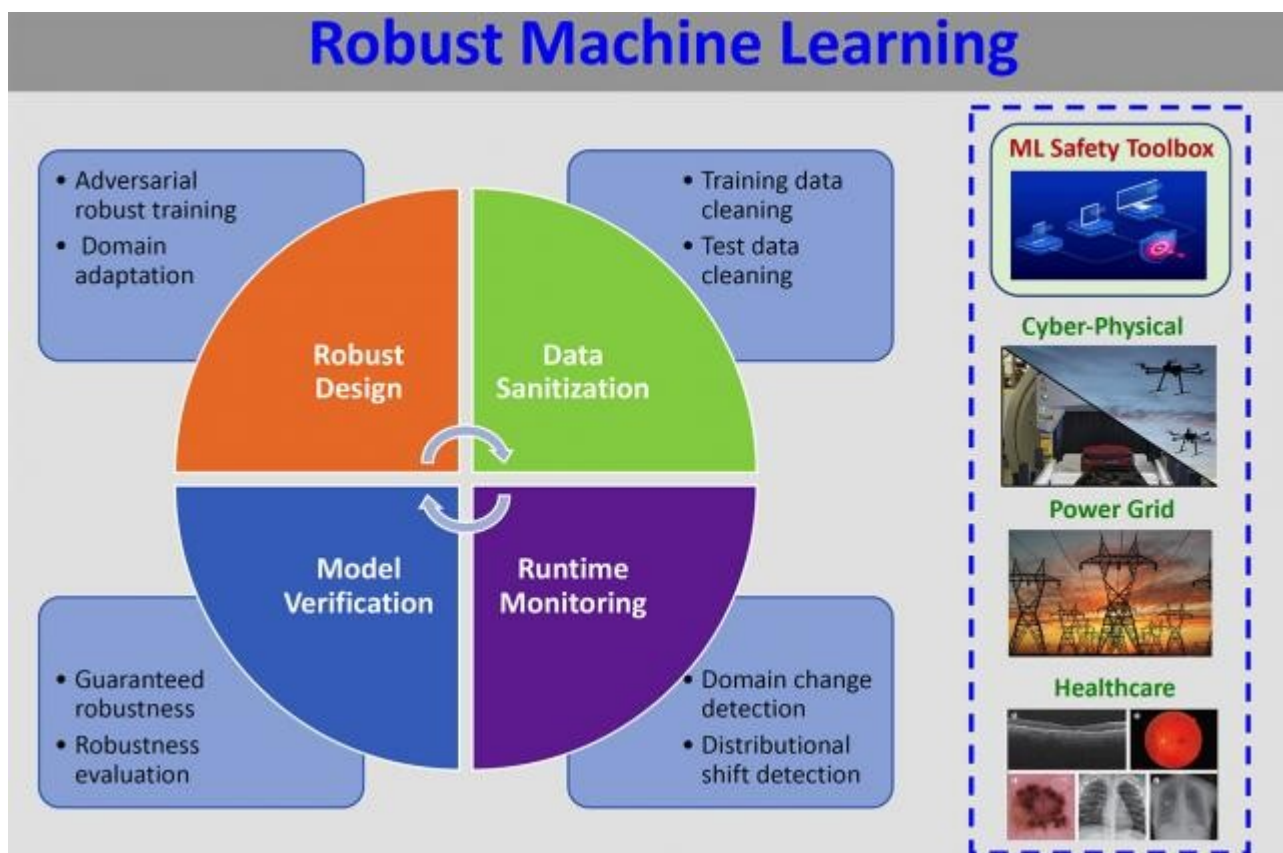 Robust Machine Learning
• Adversarial
robust training
• Domain
adaptation
• Training data
cleaning
• Test data
cleaning
Robust
Design
Data
Sanitization
Model
Verification
Runtime
Monitoring
• Guaranteed
robustness
• Robustness
evaluation
• Domain change
detection
• Distributional
shift detection
ML Safety Toolbox
Cyber-Physical
Power Grid
Healthcare